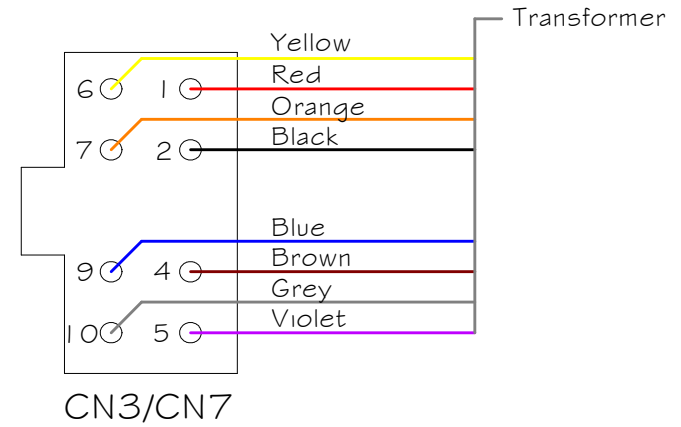 Transformer
Yellow
6 1 Red
Orange
7 2 Black
Blue
9 4 Brown
Grey
10 5 Violet
CN3/CN7